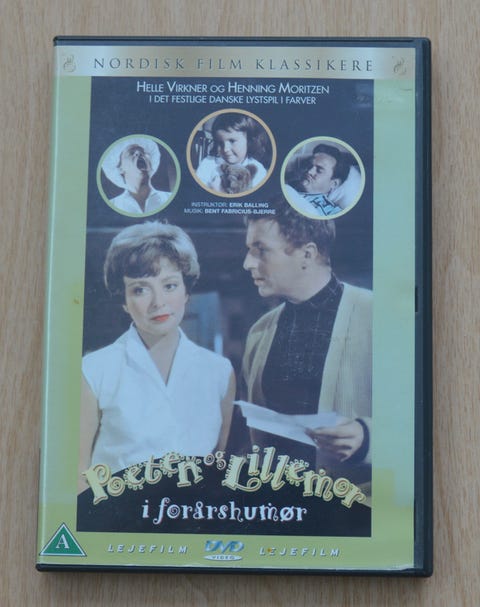 NORDISK FILM KLASSIKERE
HELLE VIRKNER OG HENNING MORITZEN
I DET FESTLIGE DANSKE LYSTSPIL I FARVER
INSTRUKTØR: ERIK BALLING
MUSIK: BENT FABRICIUS-BJERRE
Poeten og Lillemor
i forårshumør
A
LEJEFILM
DVD
VIDEO
LEJEFILM